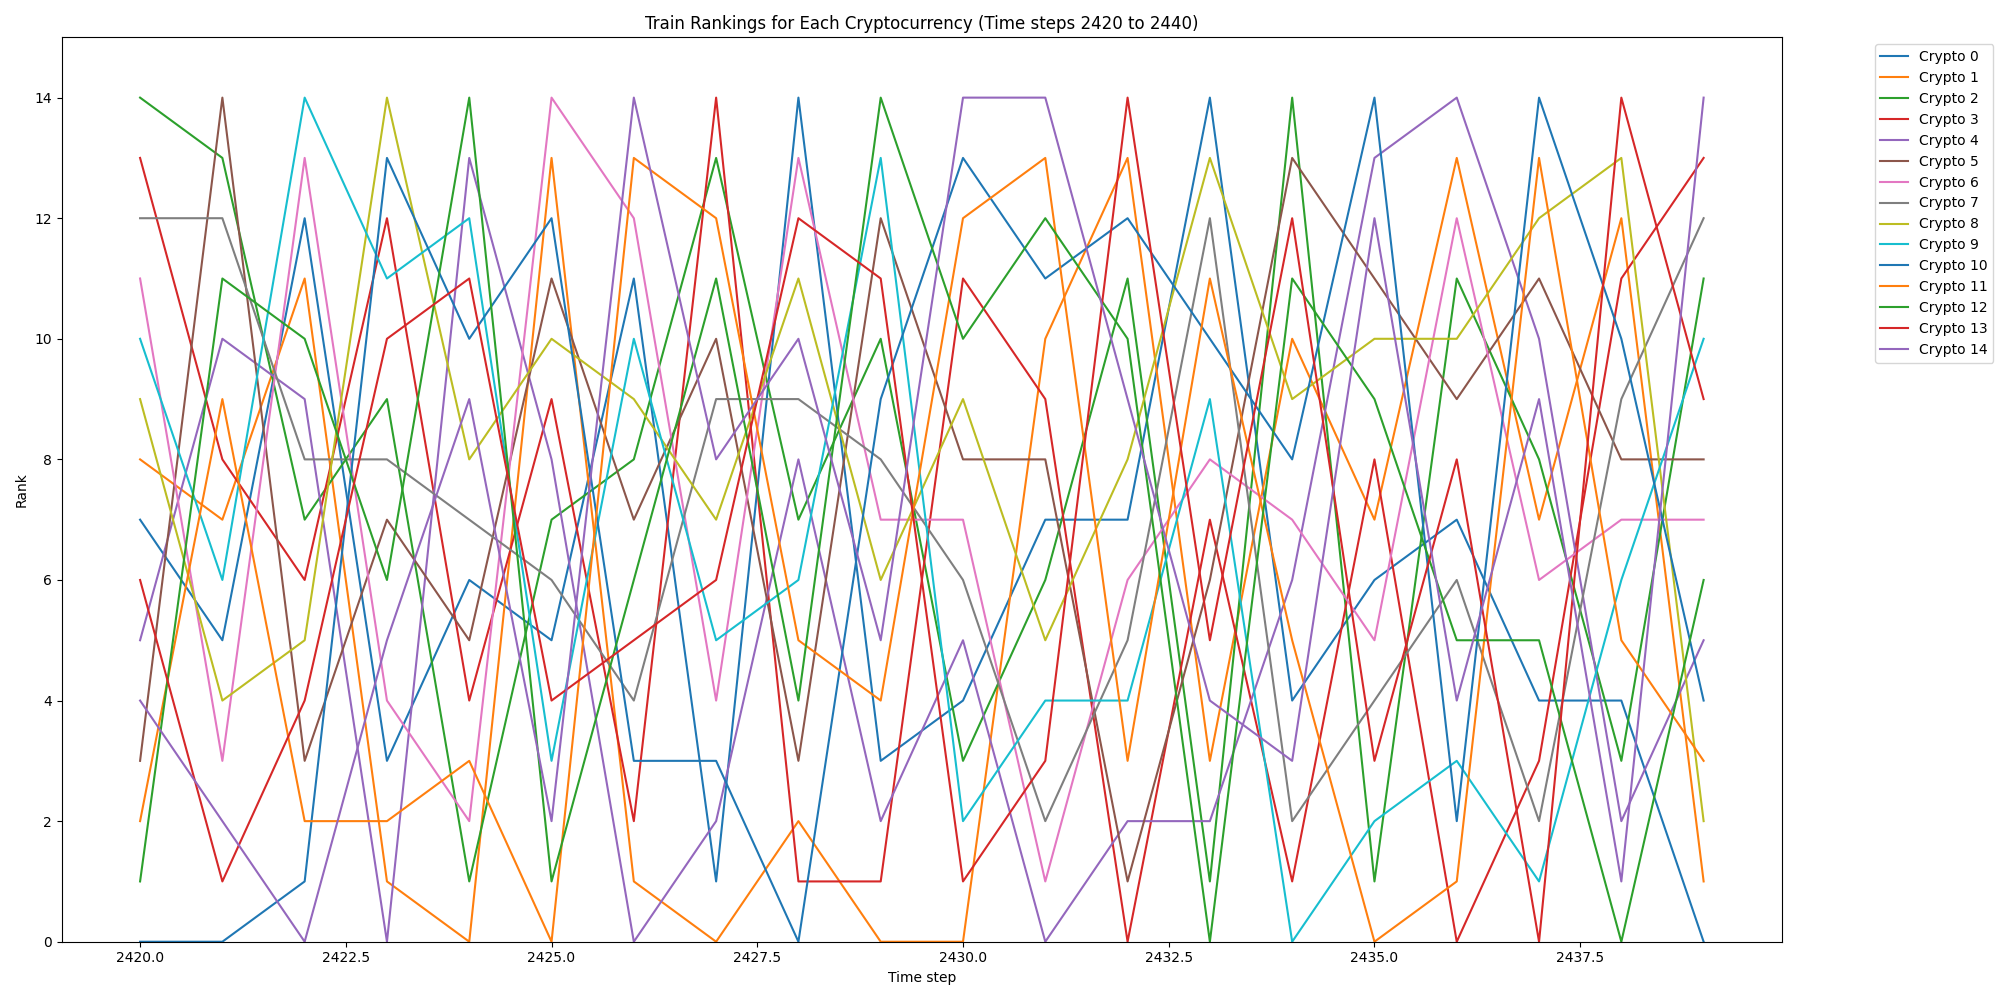 Train Rankings for Each Cryptocurrency (Time steps 2420 to 2440)
Rank
14
12
10
8
6
4
2
0
2420.0 2422.5 2425.0 2427.5 2430.0 2432.5 2435.0 2437.5
Time step
Crypto 0
Crypto 1
Crypto 2
Crypto 3
Crypto 4
Crypto 5
Crypto 6
Crypto 7
Crypto 8
Crypto 9
Crypto 10
Crypto 11
Crypto 12
Crypto 13
Crypto 14